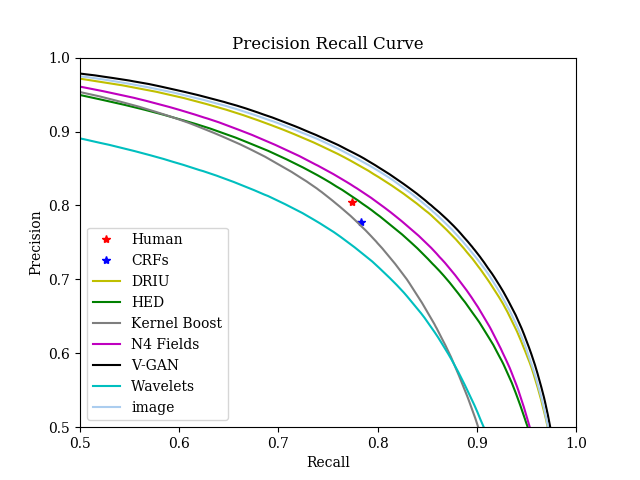 Precision Recall Curve
1.0
0.9
0.8
0.7
0.6
0.5
Precision
Human
CRFs
DRIU
HED
Kernel Boost
N4 Fields
V-GAN
Wavelets
image
0.5 0.6 0.7 0.8 0.9 1.0
Recall